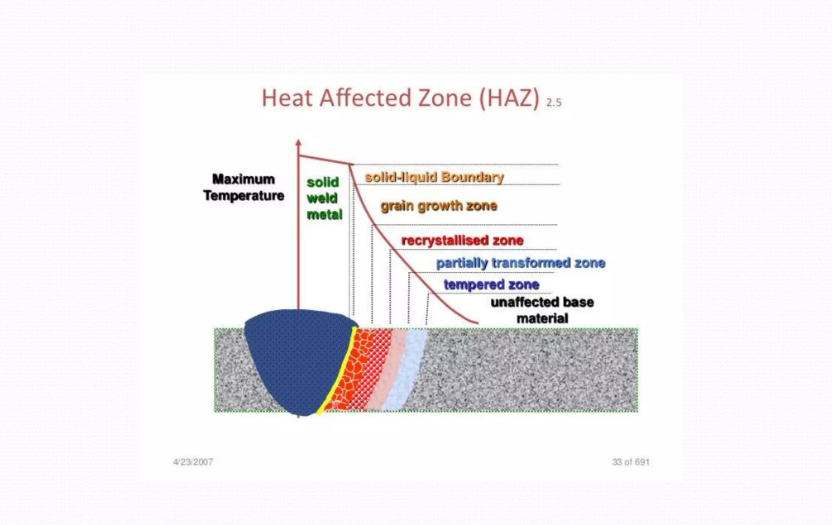 Heat Affected Zone (HAZ) 2.5
Maximum
Temperature
solid
weld
metal
solid-liquid Boundary
grain growth zone
recrystallised zone
partially transformed zone
tempered zone
unaffected base
material
4/23/2007
33 of 691